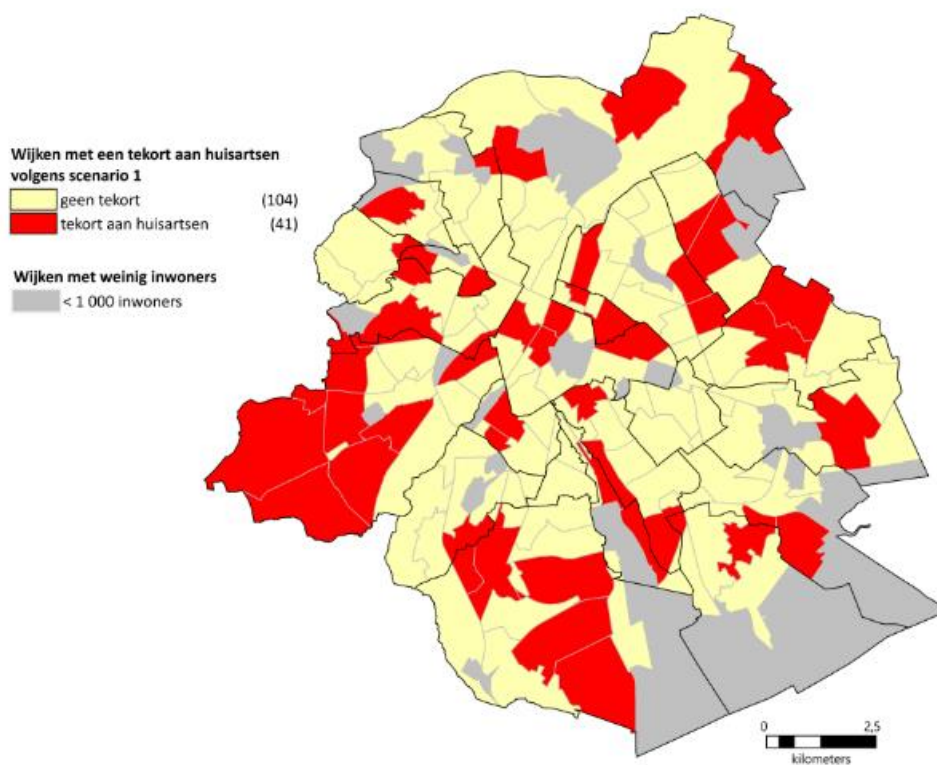 Wijken met een tekort aan huisartsen
volgens scenario 1
geen tekort (104)
tekort aan huisartsen (41)
Wijken met weinig inwoners
< 1 000 inwoners
0 2,5
kilometers